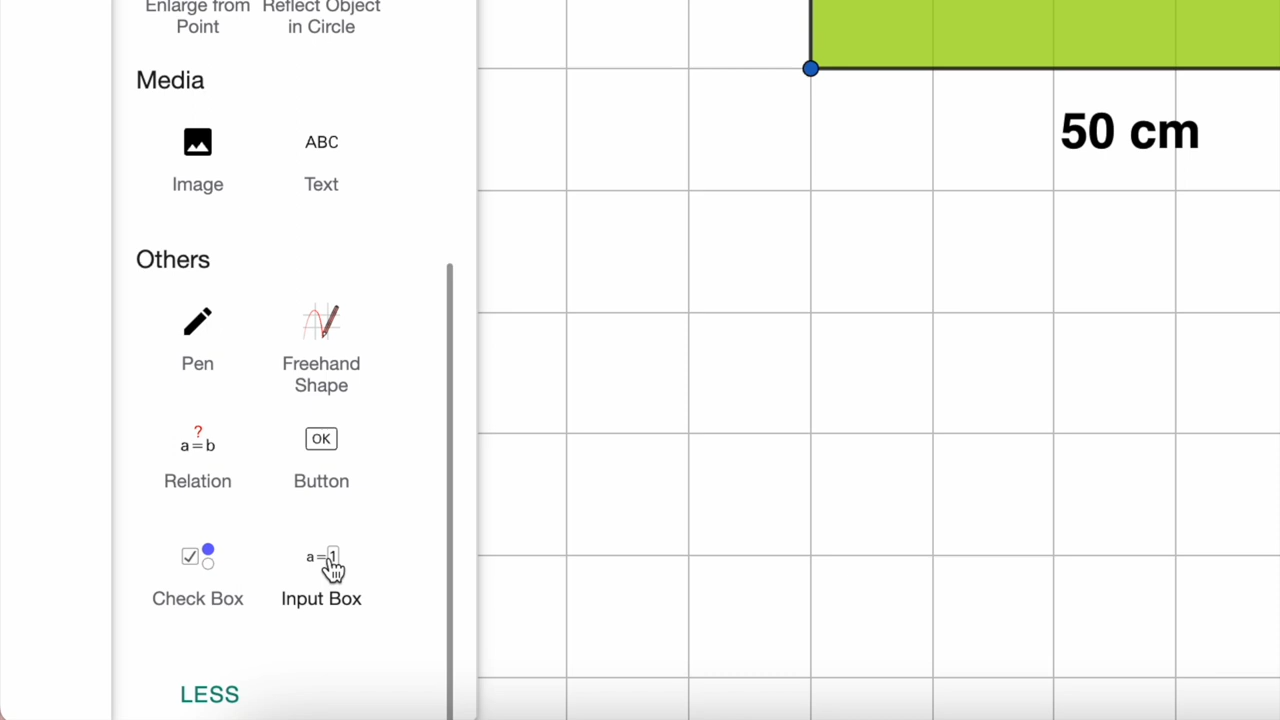 Enlarge from Point
Reflect Object in Circle
Media
ABC
Image
Text
Others
Pen
Freehand Shape
?
a=b
OK
Relation
Button
a=1
Check Box
Input Box
LESS
50 cm